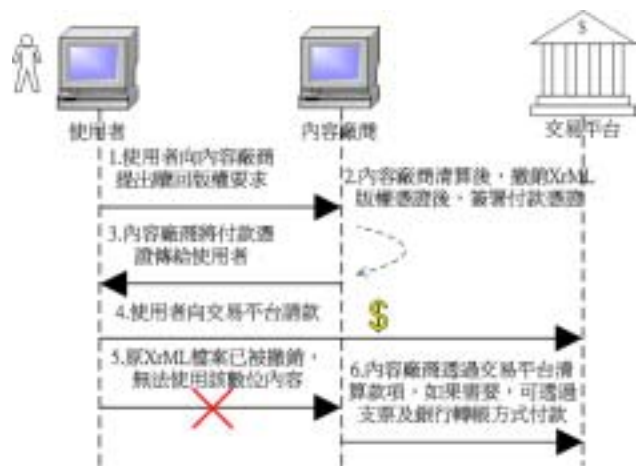 $
使用者
內容廠商
交易平台
1.使用者向內容廠商
提出贖回版權要求
2.內容廠商清算後，撤銷XrML
版權憑證後，簽署付款憑證
3.內容廠商將付款憑
證傳給使用者
4.使用者向交易平台請款
$
5.原XrML檔案已被撤銷，
無法使用該數位內容
6.內容廠商透過交易平台清
算款項，如果需要，可透過
支票及銀行轉帳方式付款